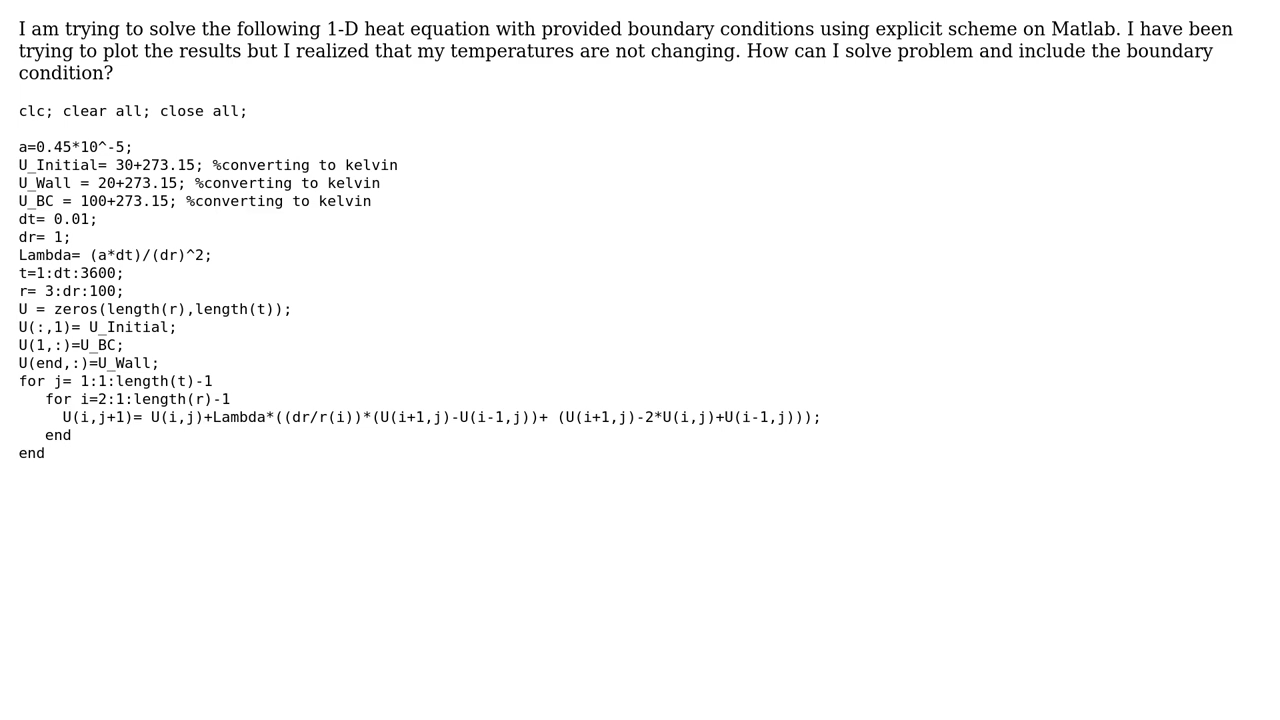 I am trying to solve the following 1-D heat equation with provided boundary conditions using explicit scheme on Matlab. I have been
trying to plot the results but I realized that my temperatures are not changing. How can I solve problem and include the boundary
condition?
clc; clear all; close all;
a=0.45*10^-5;
U_Initial= 30+273.15; %converting to kelvin
U_Wall = 20+273.15; %converting to kelvin
U_BC = 100+273.15; %converting to kelvin
dt= 0.01;
dr= 1;
Lambda= (a*dt)/(dr)^2;
t=1:dt:3600;
r= 3:dr:100;
U = zeros(length(r),length(t));
U(:,1)= U_Initial;
U(1,:)=U_BC;
U(end,:)=U_Wall;
for j= 1:1:length(t)-1
   for i=2:1:length(r)-1
     U(i,j+1)= U(i,j)+Lambda*((dr/r(i))*(U(i+1,j)-U(i-1,j))+ (U(i+1,j)-2*U(i,j)+U(i-1,j)));
   end
end